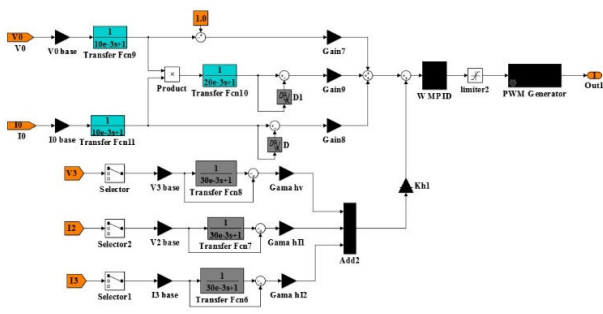 1.0
V0
V0
V0 base
1
10e-3s+1
Transfer Fcn9
Gain7
×
Product
1
20e-3s+1
Transfer Fcn10
D1
Gain9
WMPID
limiter2
PWM Generator
1
Out1
I0
I0
I0 base
1
10e-3s+1
Transfer Fcn11
D
Gain8
V3
Selector
V3 base
1
30e-3s+1
Transfer Fcn8
Gama hv
Kh1
I2
Selector2
V2 base
1
30e-3s+1
Transfer Fcn7
Gama hI1
Add2
I3
Selector1
I3 base
1
30e-3s+1
Transfer Fcn6
Gama hI2